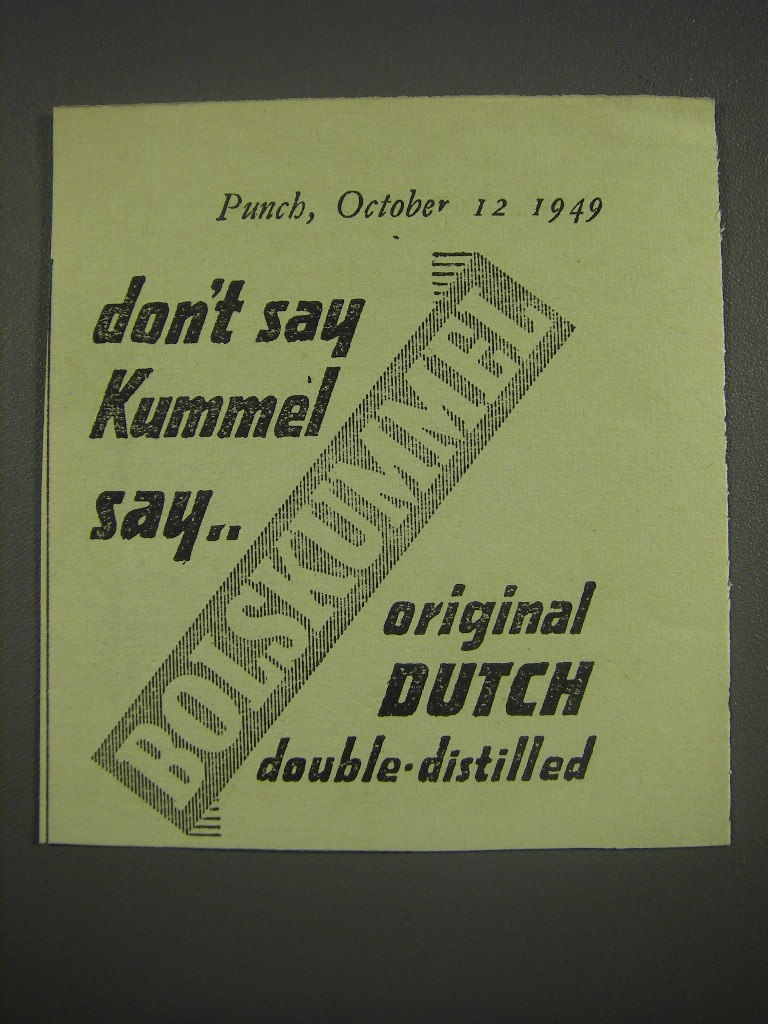 Punch, October 12 1949
don't say
Kummel
say..
BOLSKUMMEL
original
DUTCH
double-distilled